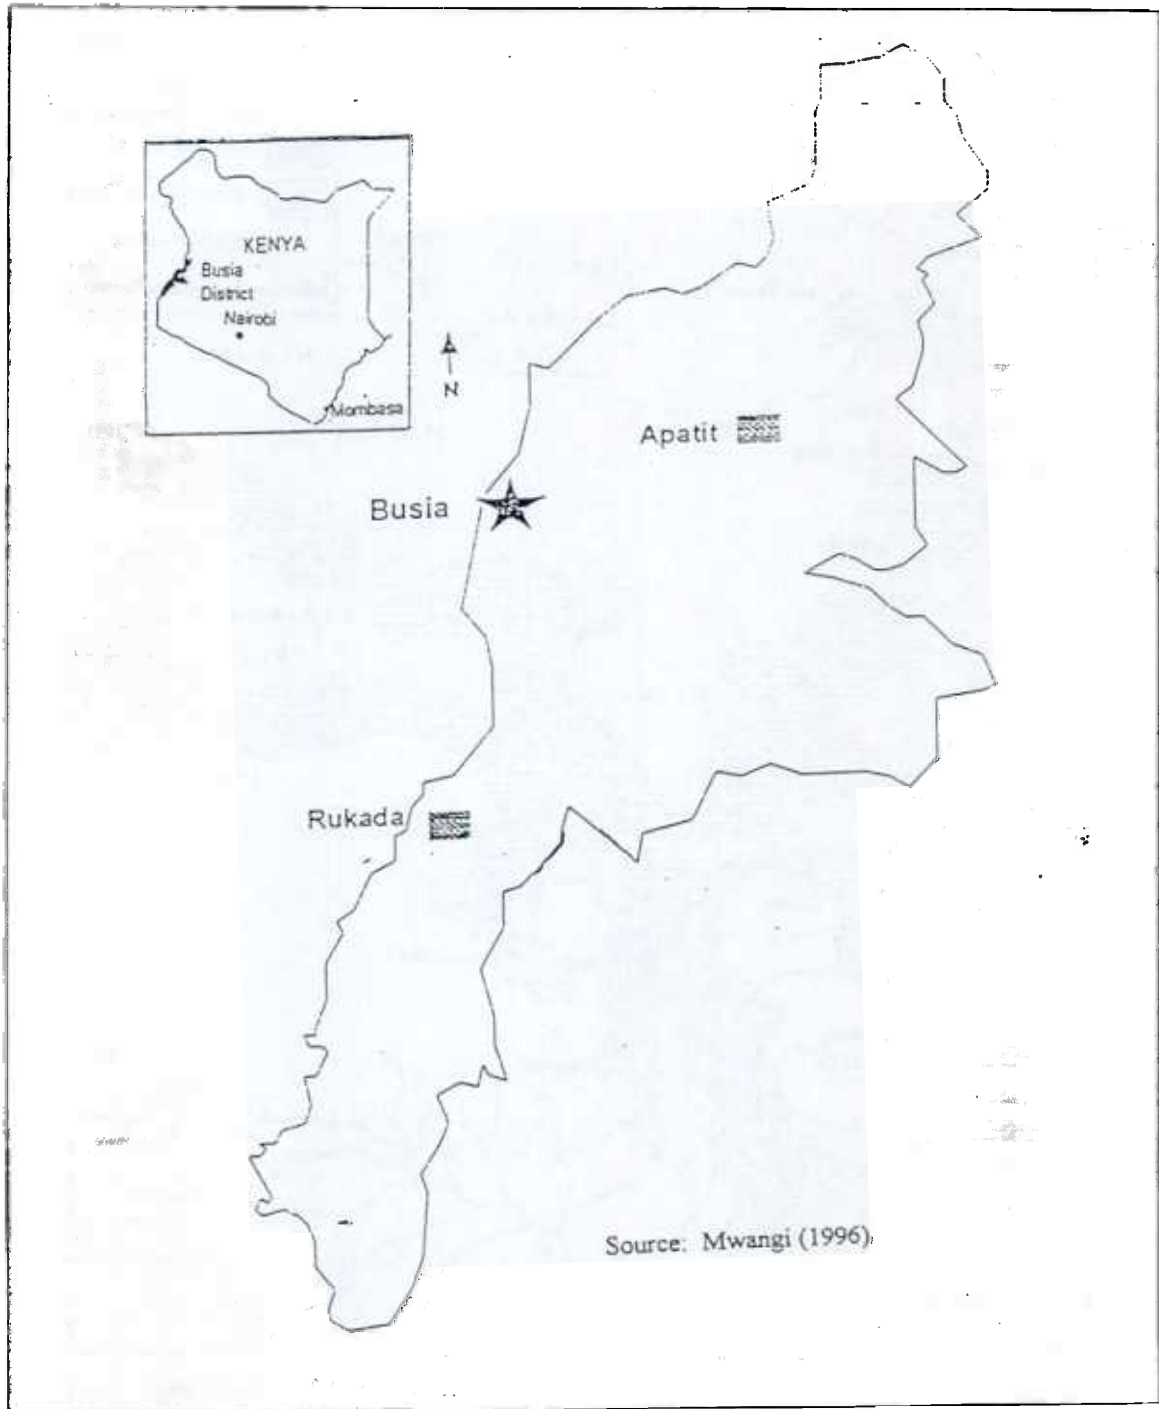 KENYA
Busia
District
Nairobi
Mombasa
N
Apatit
Busia
Rukada
Source: Mwangi (1996)